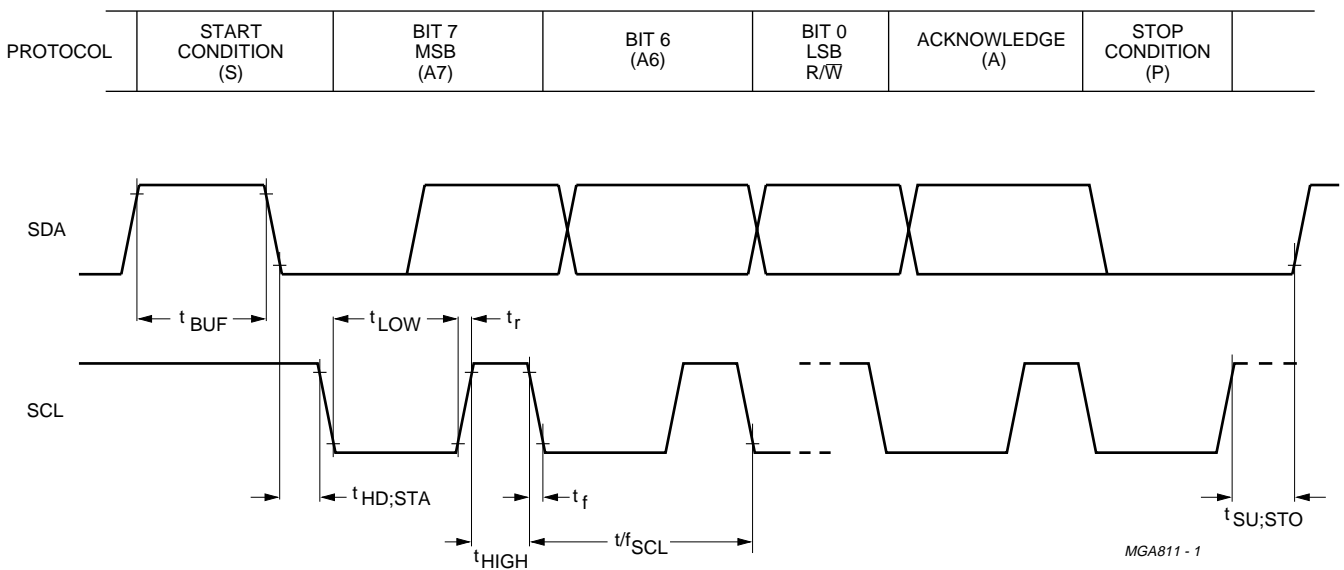 PROTOCOL
START
CONDITION
(S)
BIT 7
MSB
(A7)
BIT 6
(A6)
BIT 0
LSB
R/W̅
ACKNOWLEDGE
(A)
STOP
CONDITION
(P)
SDA
t BUF
t LOW
t r
SCL
t HD;STA
t f
t SU;STO
t HIGH
t/f SCL
MGA811 - 1